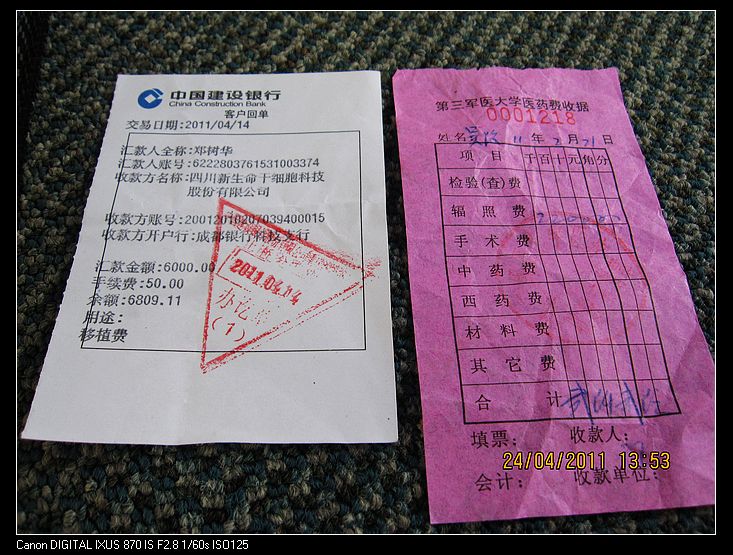 中国建设银行
China Construction Bank
客户回单
交易日期:2011/04/14
汇款人全称:郑树华
汇款人账号:6222803761531003374
收款方名称:四川新生命干细胞科技
股份有限公司
收款方账号:20012010207039400015
收款方开户行:成都银行科技支行
汇款金额:6000.00
手续费:50.00
余额:6809.11
用途:
移植费
2011.04.14
办讫
(1)
第三军医大学医药费收据
0001218
姓名 11 年 2 月 21 日
项 目 千 百 十 元 角 分
检验(查)费
辐照费
手术费
中药费
西药费
材料费
其它费
合 计
填票: 收款人:
会计: 收款单位:
24/04/2011 13:53
Canon DIGITAL IXUS 870 IS F2.8 1/60s ISO125